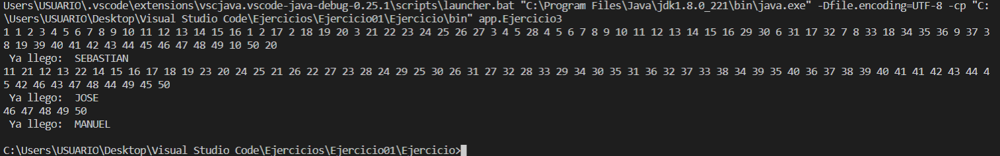 Users\USUARIO\.vscode\extensions\vscjava.vscode-java-debug-0.25.1\scripts\launcher.bat "C:\Program Files\Java\jdk1.8.0_221\bin\java.exe" -Dfile.encoding=UTF-8 -cp "C:
\Users\USUARIO\Desktop\Visual Studio Code\Ejercicios\Ejercicio01\Ejercicio\bin" app.Ejercicio3
1 1 2 3 4 5 6 7 8 9 10 11 12 13 14 15 16 1 2 17 2 18 19 20 3 21 22 23 24 25 26 27 3 4 5 28 4 5 6 7 8 9 10 11 12 13 14 15 16 29 30 6 31 17 32 7 8 33 18 34 35 36 9 37 3
8 19 39 40 41 42 43 44 45 46 47 48 49 10 50 20
Ya llego:  SEBASTIAN
11 21 12 13 22 14 15 16 17 18 19 23 20 24 25 21 26 22 27 23 28 24 29 25 30 26 31 27 32 28 33 29 34 30 35 31 36 32 37 33 38 34 39 35 40 36 37 38 39 40 41 41 42 43 44 4
5 42 46 43 47 48 44 49 45 50
Ya llego:  JOSE
46 47 48 49 50
Ya llego:  MANUEL
C:\Users\USUARIO\Desktop\Visual Studio Code\Ejercicios\Ejercicio01\Ejercicio>